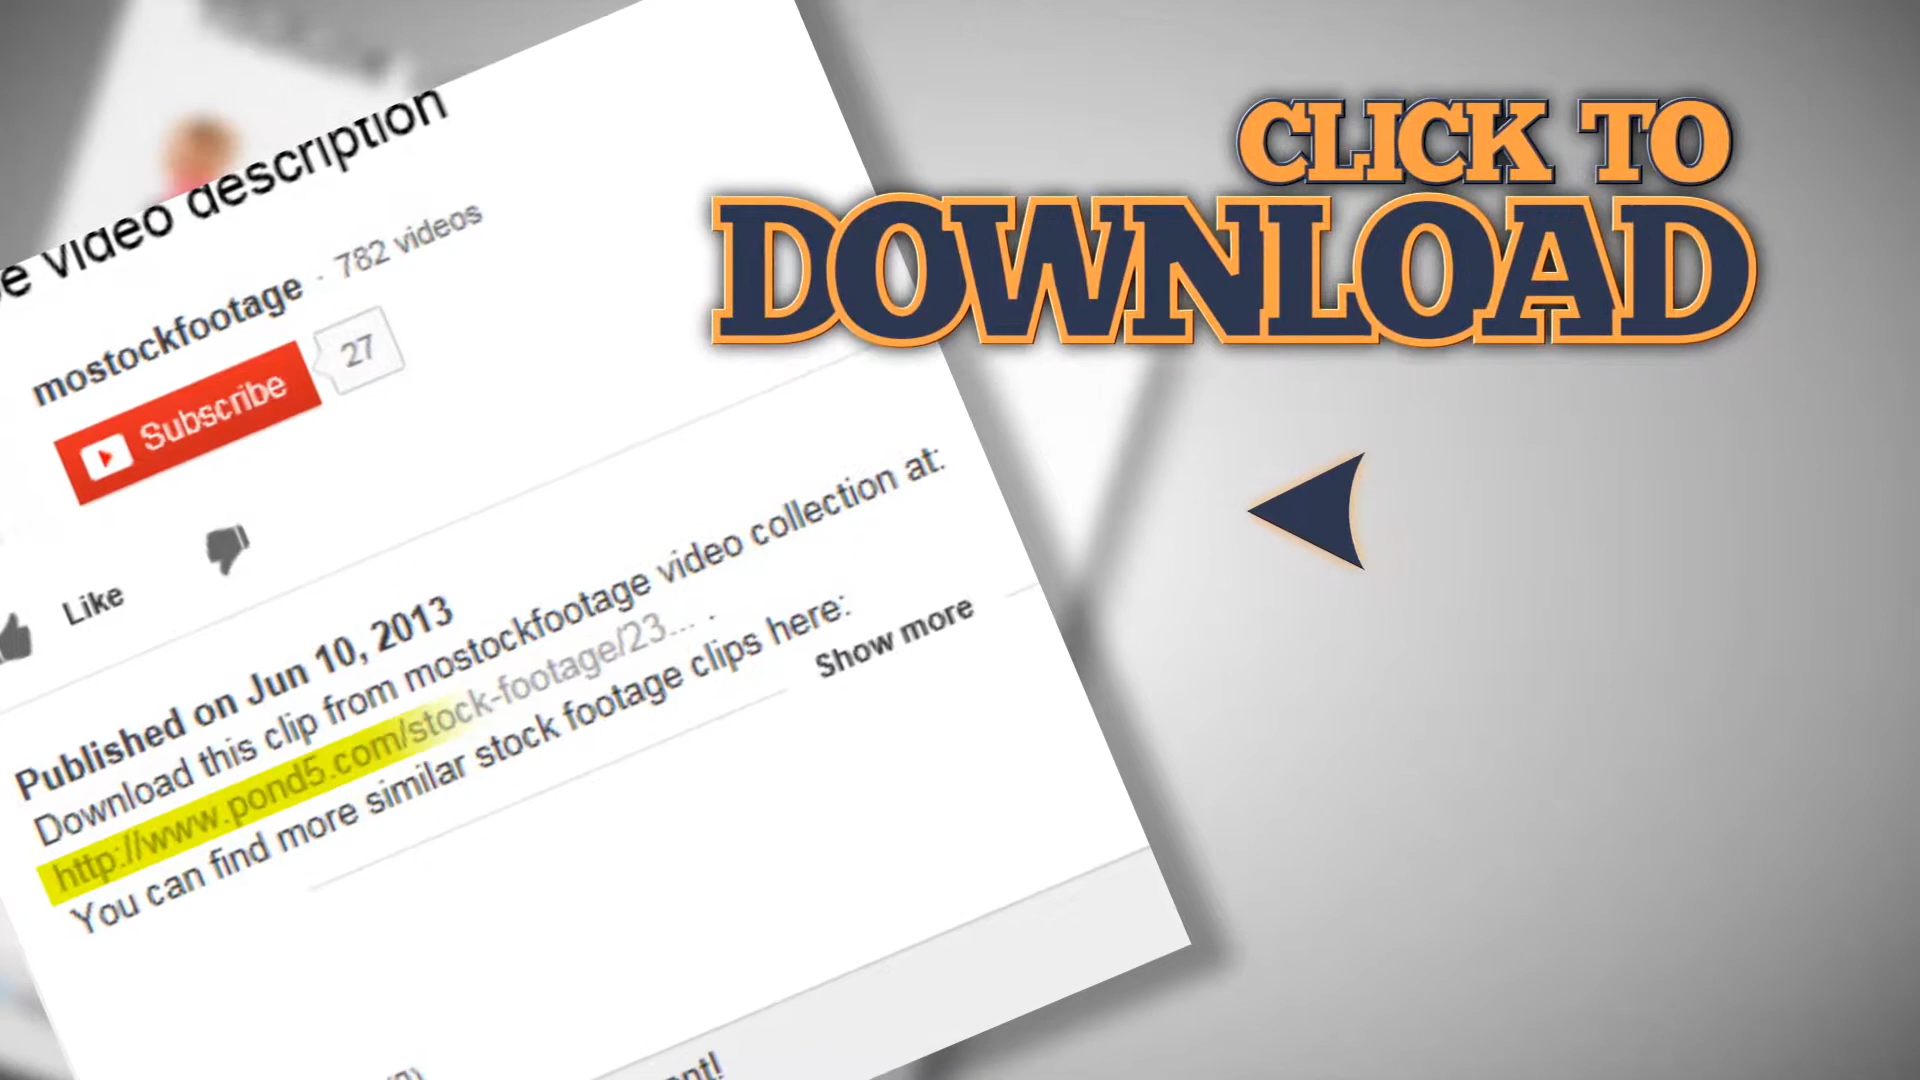 CLICK TO
DOWNLOAD
video description
mostockfootage · 782 videos
Subscribe 27
Like
Published on Jun 10, 2013
Download this clip from mostockfootage video collection at:
http://www.pond5.com/stock-footage/23... .
You can find more similar stock footage clips here:
Show more